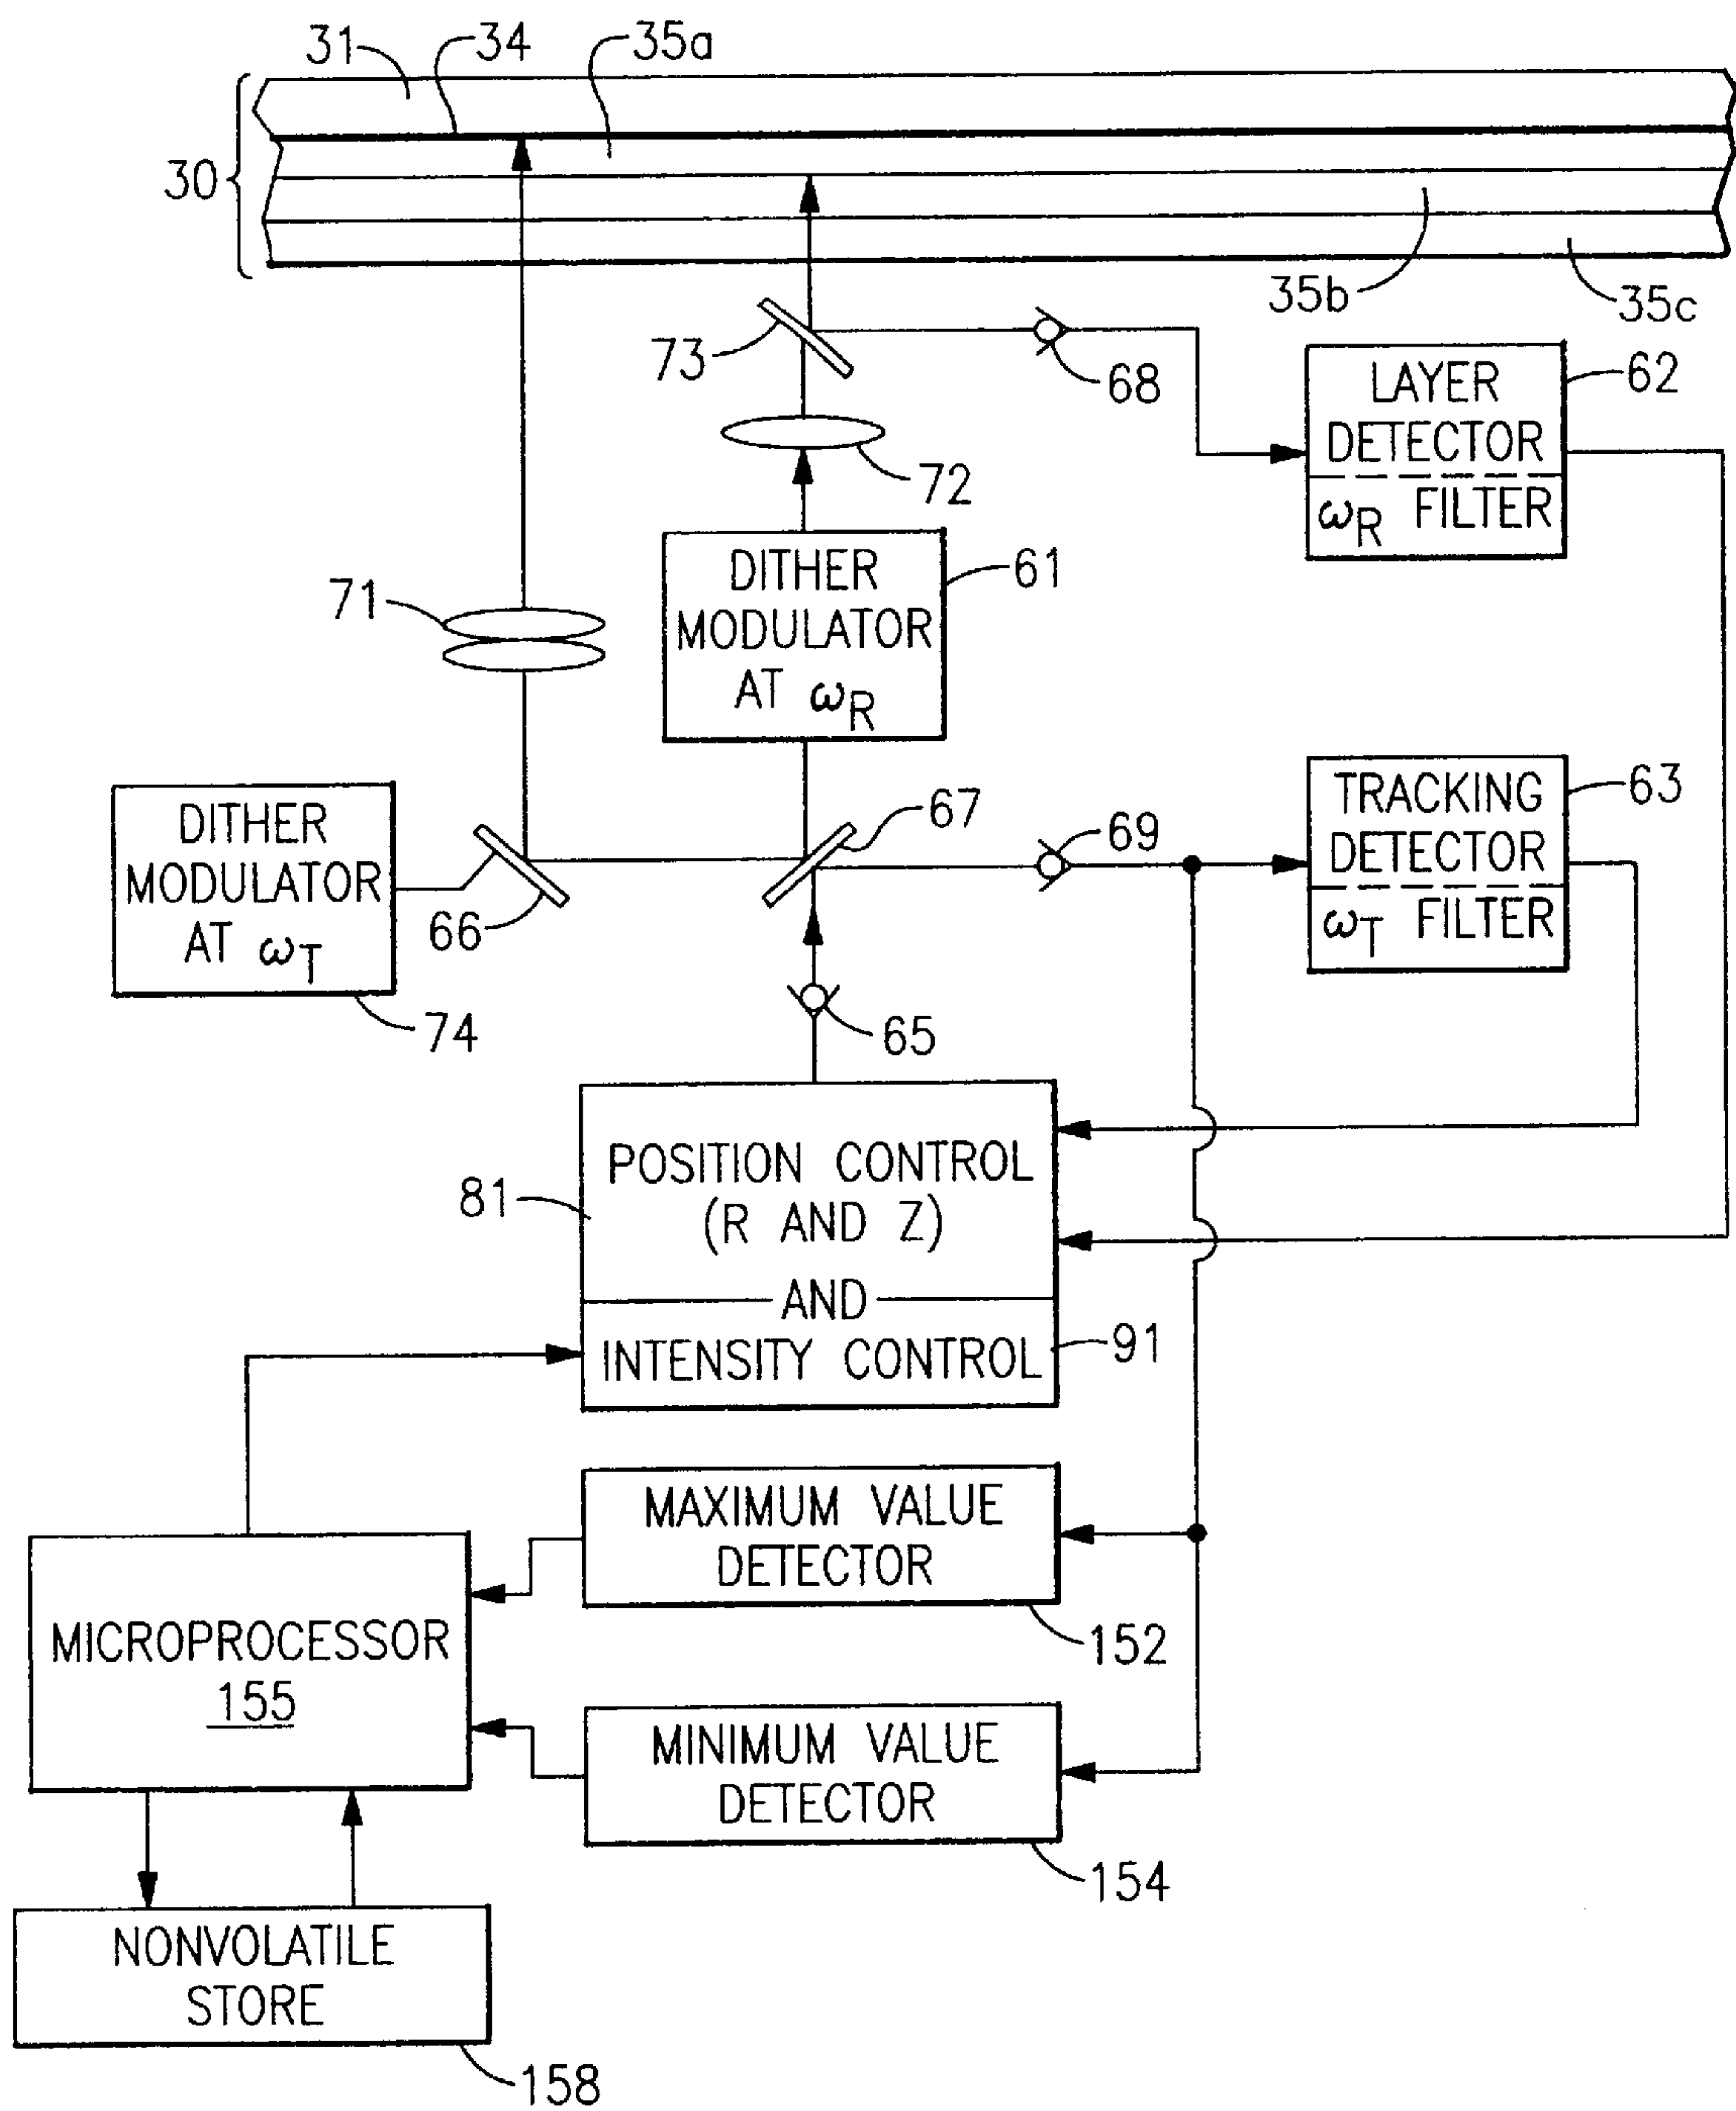 31
34
35a
30
35b
35c
73
68
LAYER
DETECTOR
ωR FILTER
62
72
DITHER
MODULATOR
AT ωR
61
71
TRACKING
DETECTOR
ωT FILTER
63
67
69
DITHER
MODULATOR
AT ωT
66
74
65
POSITION CONTROL
(R AND Z)
81
AND
INTENSITY CONTROL
91
MAXIMUM VALUE
DETECTOR
152
MICROPROCESSOR
155
MINIMUM VALUE
DETECTOR
154
NONVOLATILE
STORE
158